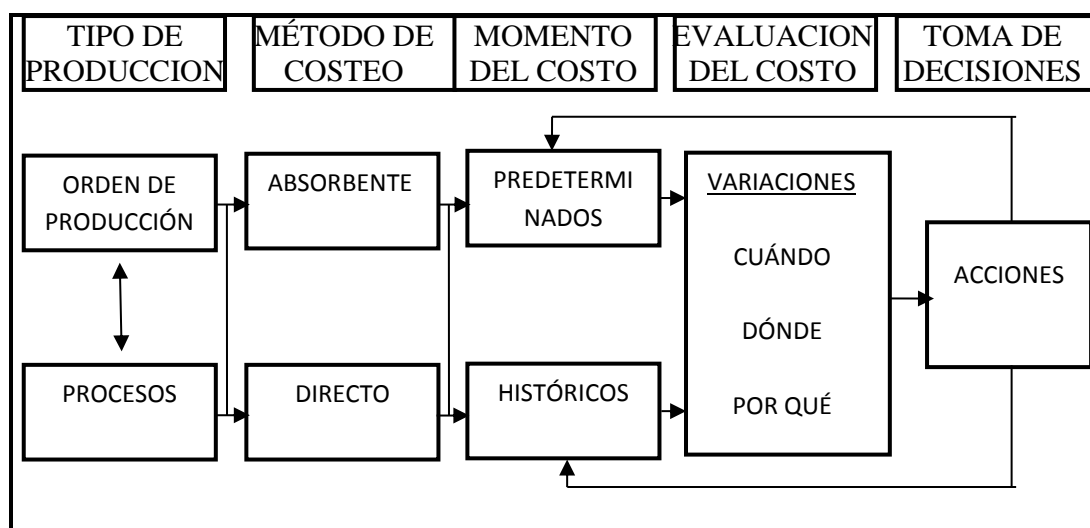 TIPO DE
PRODUCCION
MÉTODO DE
COSTEO
MOMENTO
DEL COSTO
EVALUACION
DEL COSTO
TOMA DE
DECISIONES
ORDEN DE
PRODUCCIÓN
ABSORBENTE
PREDETERMI
NADOS
VARIACIONES
CUÁNDO
DÓNDE
POR QUÉ
ACCIONES
PROCESOS
DIRECTO
HISTÓRICOS